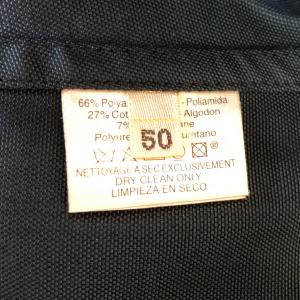 66% Polya - Poliamida
27% Cot Algodon
7% ne
Polyure uretano
50
NETTOYAGE A SEC EXCLUSIVEMENT
DRY CLEAN ONLY
LIMPIEZA EN SECO